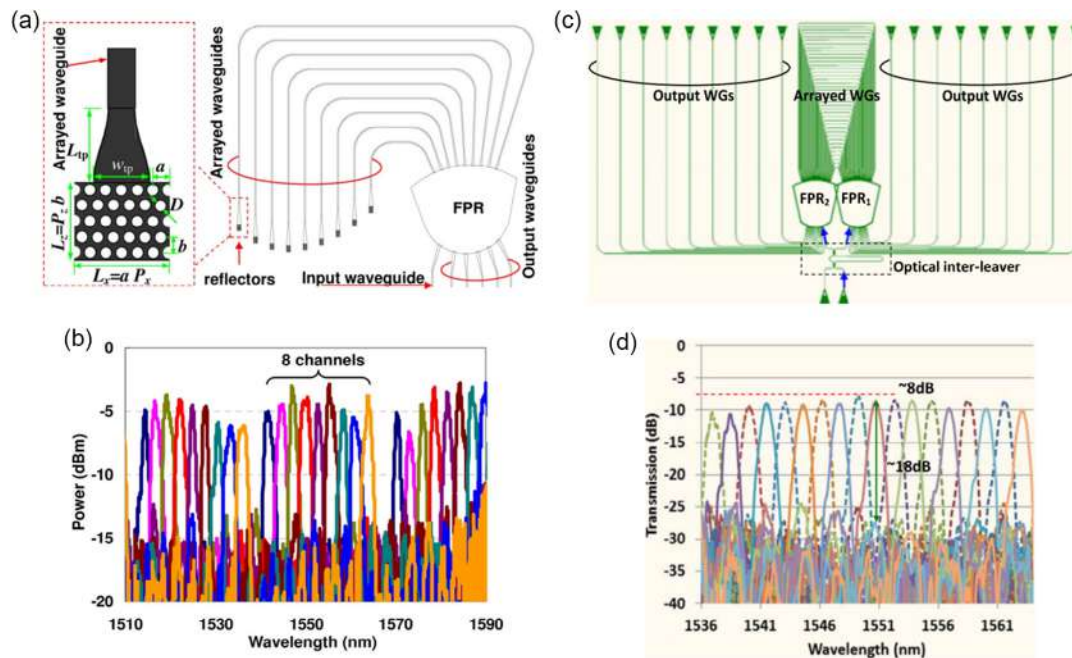 (a)
Arrayed waveguide
L_tp
w_tp
a
D
L_z=P_z b
b
L_x=a P_x
Arrayed waveguides
FPR
reflectors
Input waveguide
Output waveguides
(b)
8 channels
Power (dBm)
0
-5
-10
-15
-20
1510
1530
1550
1570
1590
Wavelength (nm)
(c)
Output WGs
Arrayed WGs
Output WGs
FPR₂
FPR₁
Optical inter-leaver
(d)
~8dB
~18dB
Transmission (dB)
0
-5
-10
-15
-20
-25
-30
-35
-40
1536
1541
1546
1551
1556
1561
Wavelength (nm)